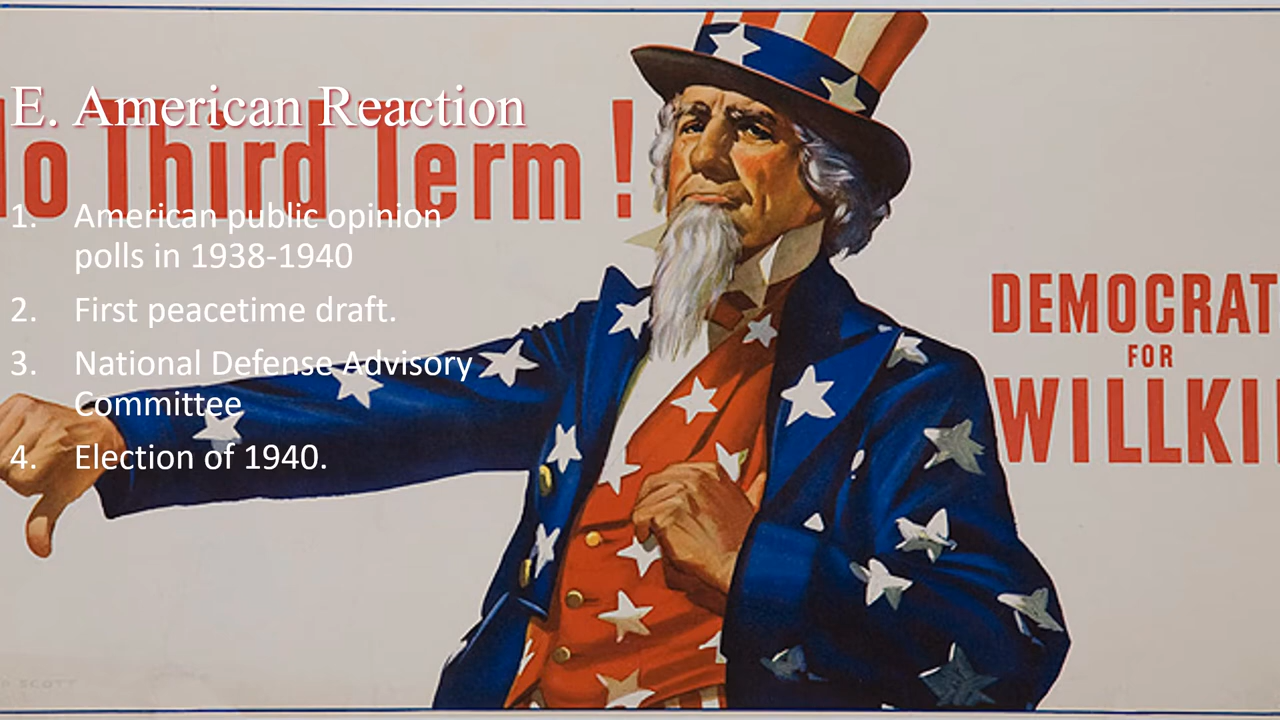 E. American Reaction
o Third Term!
1. American public opinion
polls in 1938-1940
2. First peacetime draft.
3. National Defense Advisory
Committee
4. Election of 1940.
DEMOCRAT
FOR
WILLKI
SCOTT